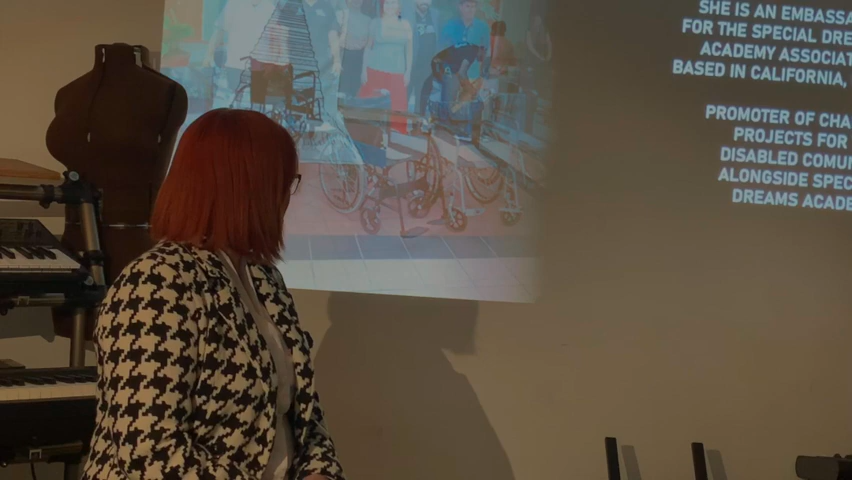 SHE IS AN EMBASSA
FOR THE SPECIAL DRE
ACADEMY ASSOCIAT
BASED IN CALIFORNIA,
PROMOTER OF CHA
PROJECTS FOR
DISABLED COMUN
ALONGSIDE SPEC
DREAMS ACADE